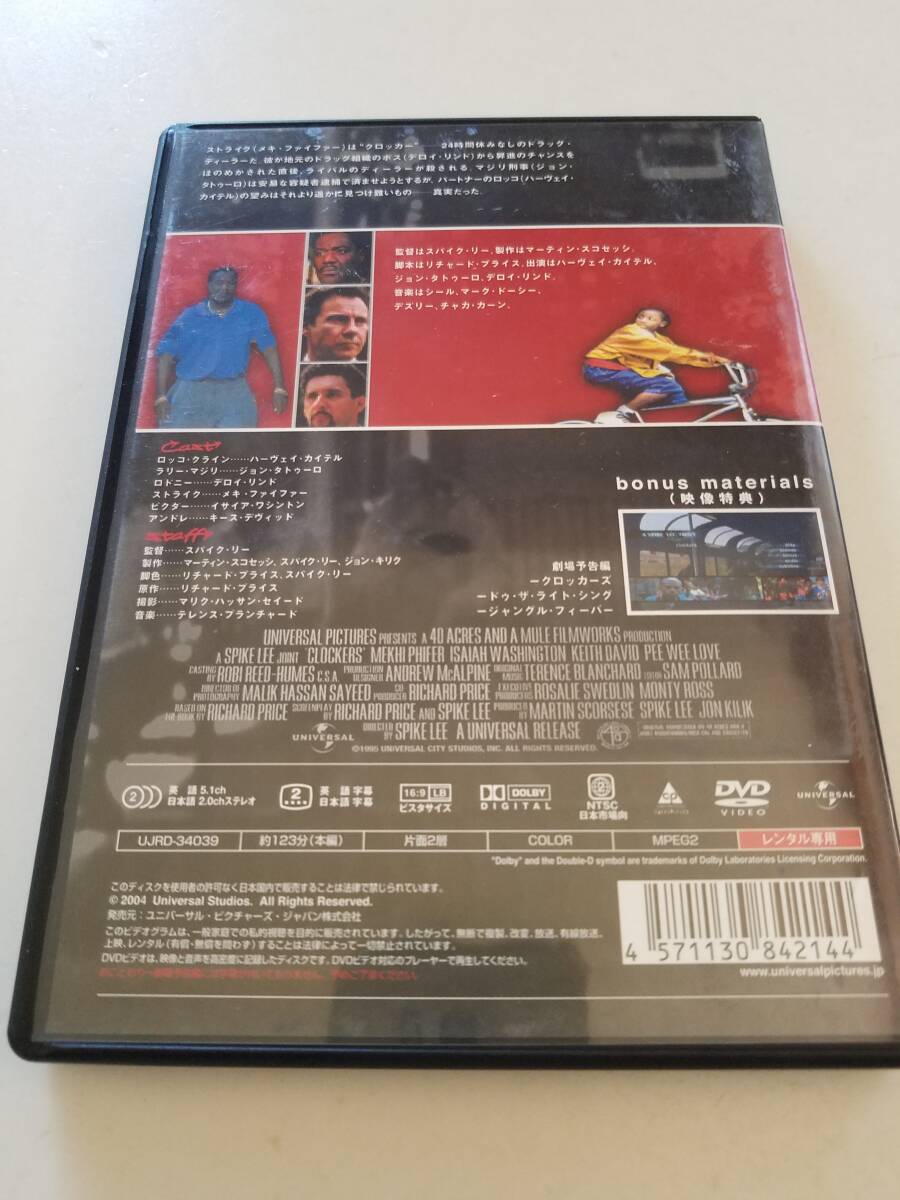 ストライク(メキ・ファイファー)は"クロッカー"――24時間休みなしのドラッグ・
ディーラーだ。彼が地元のドラッグ組織のボス(デロイ・リンド)から昇進のチャンスを
ほのめかされた直後、ライバルのディーラーが殺される。マジリ刑事(ジョン・
タトゥーロ)は安易な容疑者逮捕で済ませようとするが、パートナーのロッコ(ハーヴェイ・
カイテル)の望みはそれより遥かに見つけ難いもの――真実だった。
監督はスパイク・リー、製作はマーティン・スコセッシ。
脚本はリチャード・プライス、出演はハーヴェイ・カイテル、
ジョン・タトゥーロ、デロイ・リンド。
音楽はシール、マーク・ドーシー、
デズリー、チャカ・カーン。
Cast
ロッコ・クライン……ハーヴェイ・カイテル
ラリー・マジリ……ジョン・タトゥーロ
ロドニー……デロイ・リンド
ストライク……メキ・ファイファー
ビクター……イサイア・ワシントン
アンドレ……キース・デヴィッド
staff
監督……スパイク・リー
製作……マーティン・スコセッシ、スパイク・リー、ジョン・キリク
脚色……リチャード・プライス、スパイク・リー
原作……リチャード・プライス
撮影……マリク・ハッサン・セイード
音楽……テレンス・ブランチャード
bonus materials
(映像特典)
劇場予告編
ークロッカーズ
ードゥ・ザ・ライト・シング
ージャングル・フィーバー
UNIVERSAL PICTURES PRESENTS A 40 ACRES AND A MULE FILMWORKS PRODUCTION
A SPIKE LEE JOINT "CLOCKERS" MEKHI PHIFER ISAIAH WASHINGTON KEITH DAVID PEE WEE LOVE
CASTING BY ROBI REED-HUMES C.S.A. PRODUCTION DESIGNER ANDREW McALPINE ORIGINAL MUSIC TERENCE BLANCHARD EDITOR SAM POLLARD
DIRECTOR OF PHOTOGRAPHY MALIK HASSAN SAYEED CO PRODUCER RICHARD PRICE EXECUTIVE PRODUCERS ROSALIE SWEDLIN MONTY ROSS
BASED ON THE BOOK BY RICHARD PRICE SCREENPLAY BY RICHARD PRICE AND SPIKE LEE PRODUCED BY MARTIN SCORSESE SPIKE LEE JON KILIK
UNIVERSAL DIRECTED BY SPIKE LEE A UNIVERSAL RELEASE
©1995 UNIVERSAL CITY STUDIOS, INC. ALL RIGHTS RESERVED.
2 英語 5.1ch
日本語 2.0chステレオ
2 英語字幕
日本語字幕
16:9 LB
ビスタサイズ
DOLBY DIGITAL
2
NTSC
日本市場向
DVD VIDEO
UNIVERSAL
UJRD-34039 約123分(本編) 片面2層 COLOR MPEG2 レンタル専用
"Dolby" and the Double-D symbol are trademarks of Dolby Laboratories Licensing Corporation.
このディスクを使用者の許可なく日本国内で販売することは法律で禁じられています。
© 2004 Universal Studios. All Rights Reserved.
発売元:ユニバーサル・ピクチャーズ・ジャパン株式会社
このビデオグラムは、一般家庭での私的視聴を目的に販売されています。したがって、無断で複製、改変、放送、有線放送、
上映、レンタル(有償・無償を問わず)することは法律によって一切禁止されています。
DVDビデオは、映像と音声を高密度に記録したディスクです。DVDビデオ対応のプレーヤーで再生してください。
4 571130 842144
www.universalpictures.jp